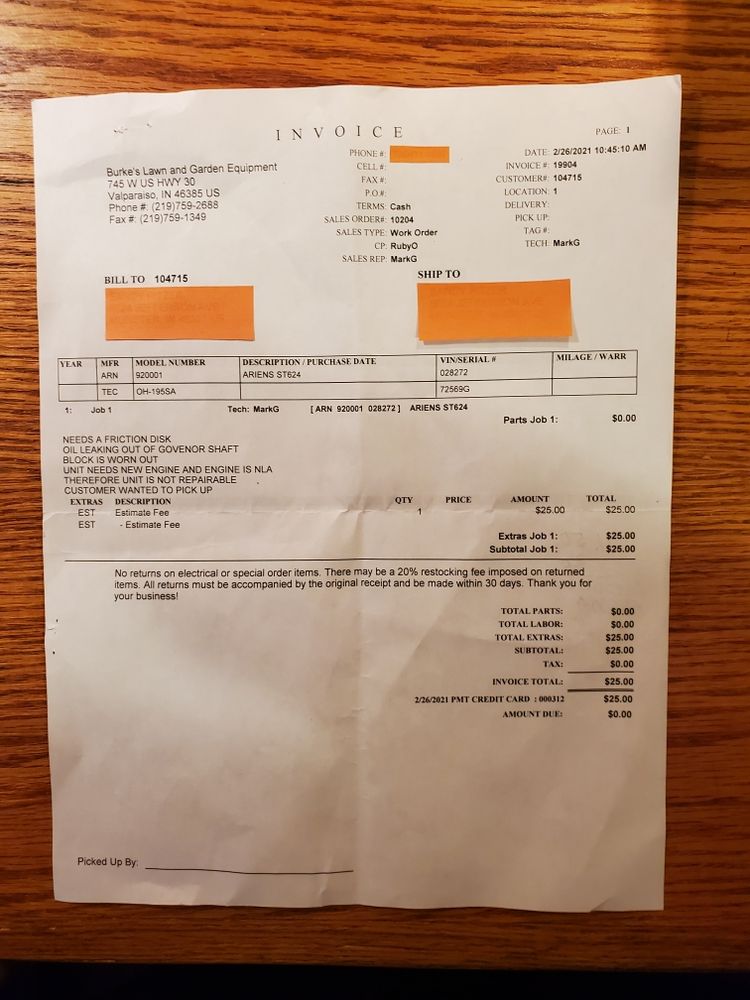 INVOICE
PAGE: 1
Burke's Lawn and Garden Equipment
745 W US HWY 30
Valparaiso, IN 46385 US
Phone #: (219)759-2688
Fax #: (219)759-1349
PHONE #:
CELL #:
FAX #:
P.O.#:
TERMS: Cash
SALES ORDER#: 10204
SALES TYPE: Work Order
CP: RubyO
SALES REP: MarkG
DATE: 2/26/2021 10:45:10 AM
INVOICE #: 19904
CUSTOMER#: 104715
LOCATION: 1
DELIVERY:
PICK UP:
TAG #:
TECH: MarkG
BILL TO 104715
SHIP TO
YEAR MFR MODEL NUMBER DESCRIPTION / PURCHASE DATE VIN/SERIAL # MILAGE / WARR
ARN 920001 ARIENS ST624 028272
TEC OH-195SA 72569G
1: Job 1 Tech: MarkG [ ARN 920001 028272 ] ARIENS ST624
Parts Job 1: $0.00
NEEDS A FRICTION DISK
OIL LEAKING OUT OF GOVENOR SHAFT
BLOCK IS WORN OUT
UNIT NEEDS NEW ENGINE AND ENGINE IS NLA
THEREFORE UNIT IS NOT REPAIRABLE
CUSTOMER WANTED TO PICK UP
EXTRAS DESCRIPTION QTY PRICE AMOUNT TOTAL
EST Estimate Fee 1 $25.00 $25.00
EST - Estimate Fee
Extras Job 1: $25.00
Subtotal Job 1: $25.00
No returns on electrical or special order items. There may be a 20% restocking fee imposed on returned
items. All returns must be accompanied by the original receipt and be made within 30 days. Thank you for
your business!
TOTAL PARTS: $0.00
TOTAL LABOR: $0.00
TOTAL EXTRAS: $25.00
SUBTOTAL: $25.00
TAX: $0.00
INVOICE TOTAL: $25.00
2/26/2021 PMT CREDIT CARD : 000312 $25.00
AMOUNT DUE: $0.00
Picked Up By: